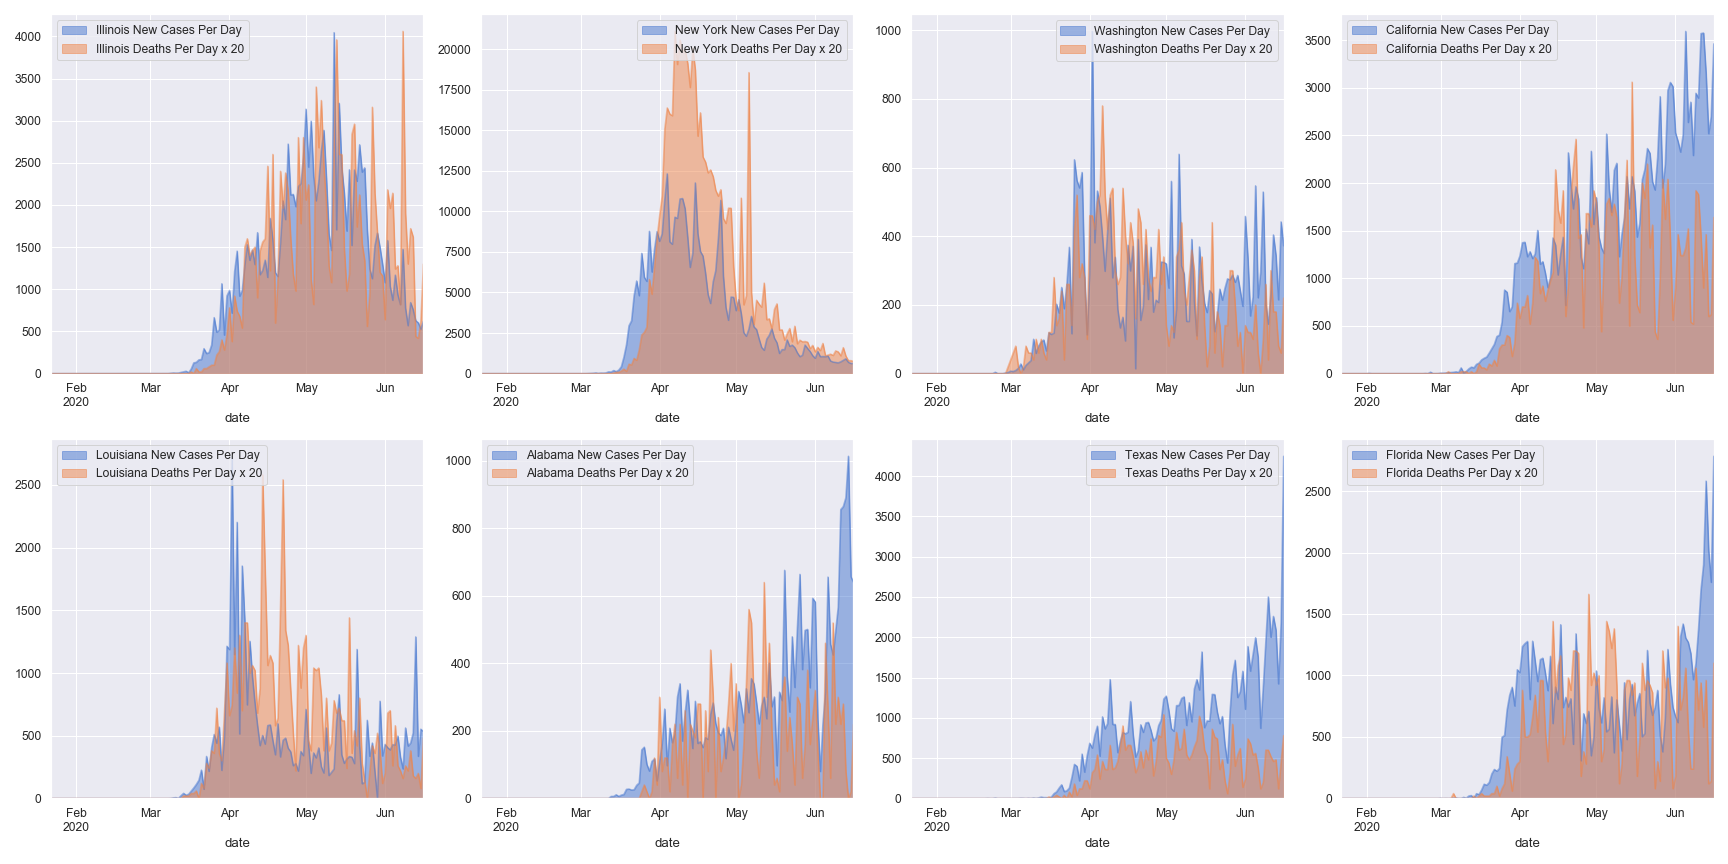 Illinois New Cases Per Day
Illinois Deaths Per Day x 20
4000
3500
3000
2500
2000
1500
1000
500
0
Feb
2020
Mar
Apr
May
Jun
date
New York New Cases Per Day
New York Deaths Per Day x 20
20000
17500
15000
12500
10000
7500
5000
2500
0
Feb
2020
Mar
Apr
May
Jun
date
Washington New Cases Per Day
Washington Deaths Per Day x 20
1000
800
600
400
200
0
Feb
2020
Mar
Apr
May
Jun
date
California New Cases Per Day
California Deaths Per Day x 20
3500
3000
2500
2000
1500
1000
500
0
Feb
2020
Mar
Apr
May
Jun
date
Louisiana New Cases Per Day
Louisiana Deaths Per Day x 20
2500
2000
1500
1000
500
0
Feb
2020
Mar
Apr
May
Jun
date
Alabama New Cases Per Day
Alabama Deaths Per Day x 20
1000
800
600
400
200
0
Feb
2020
Mar
Apr
May
Jun
date
Texas New Cases Per Day
Texas Deaths Per Day x 20
4000
3500
3000
2500
2000
1500
1000
500
0
Feb
2020
Mar
Apr
May
Jun
date
Florida New Cases Per Day
Florida Deaths Per Day x 20
2500
2000
1500
1000
500
0
Feb
2020
Mar
Apr
May
Jun
date